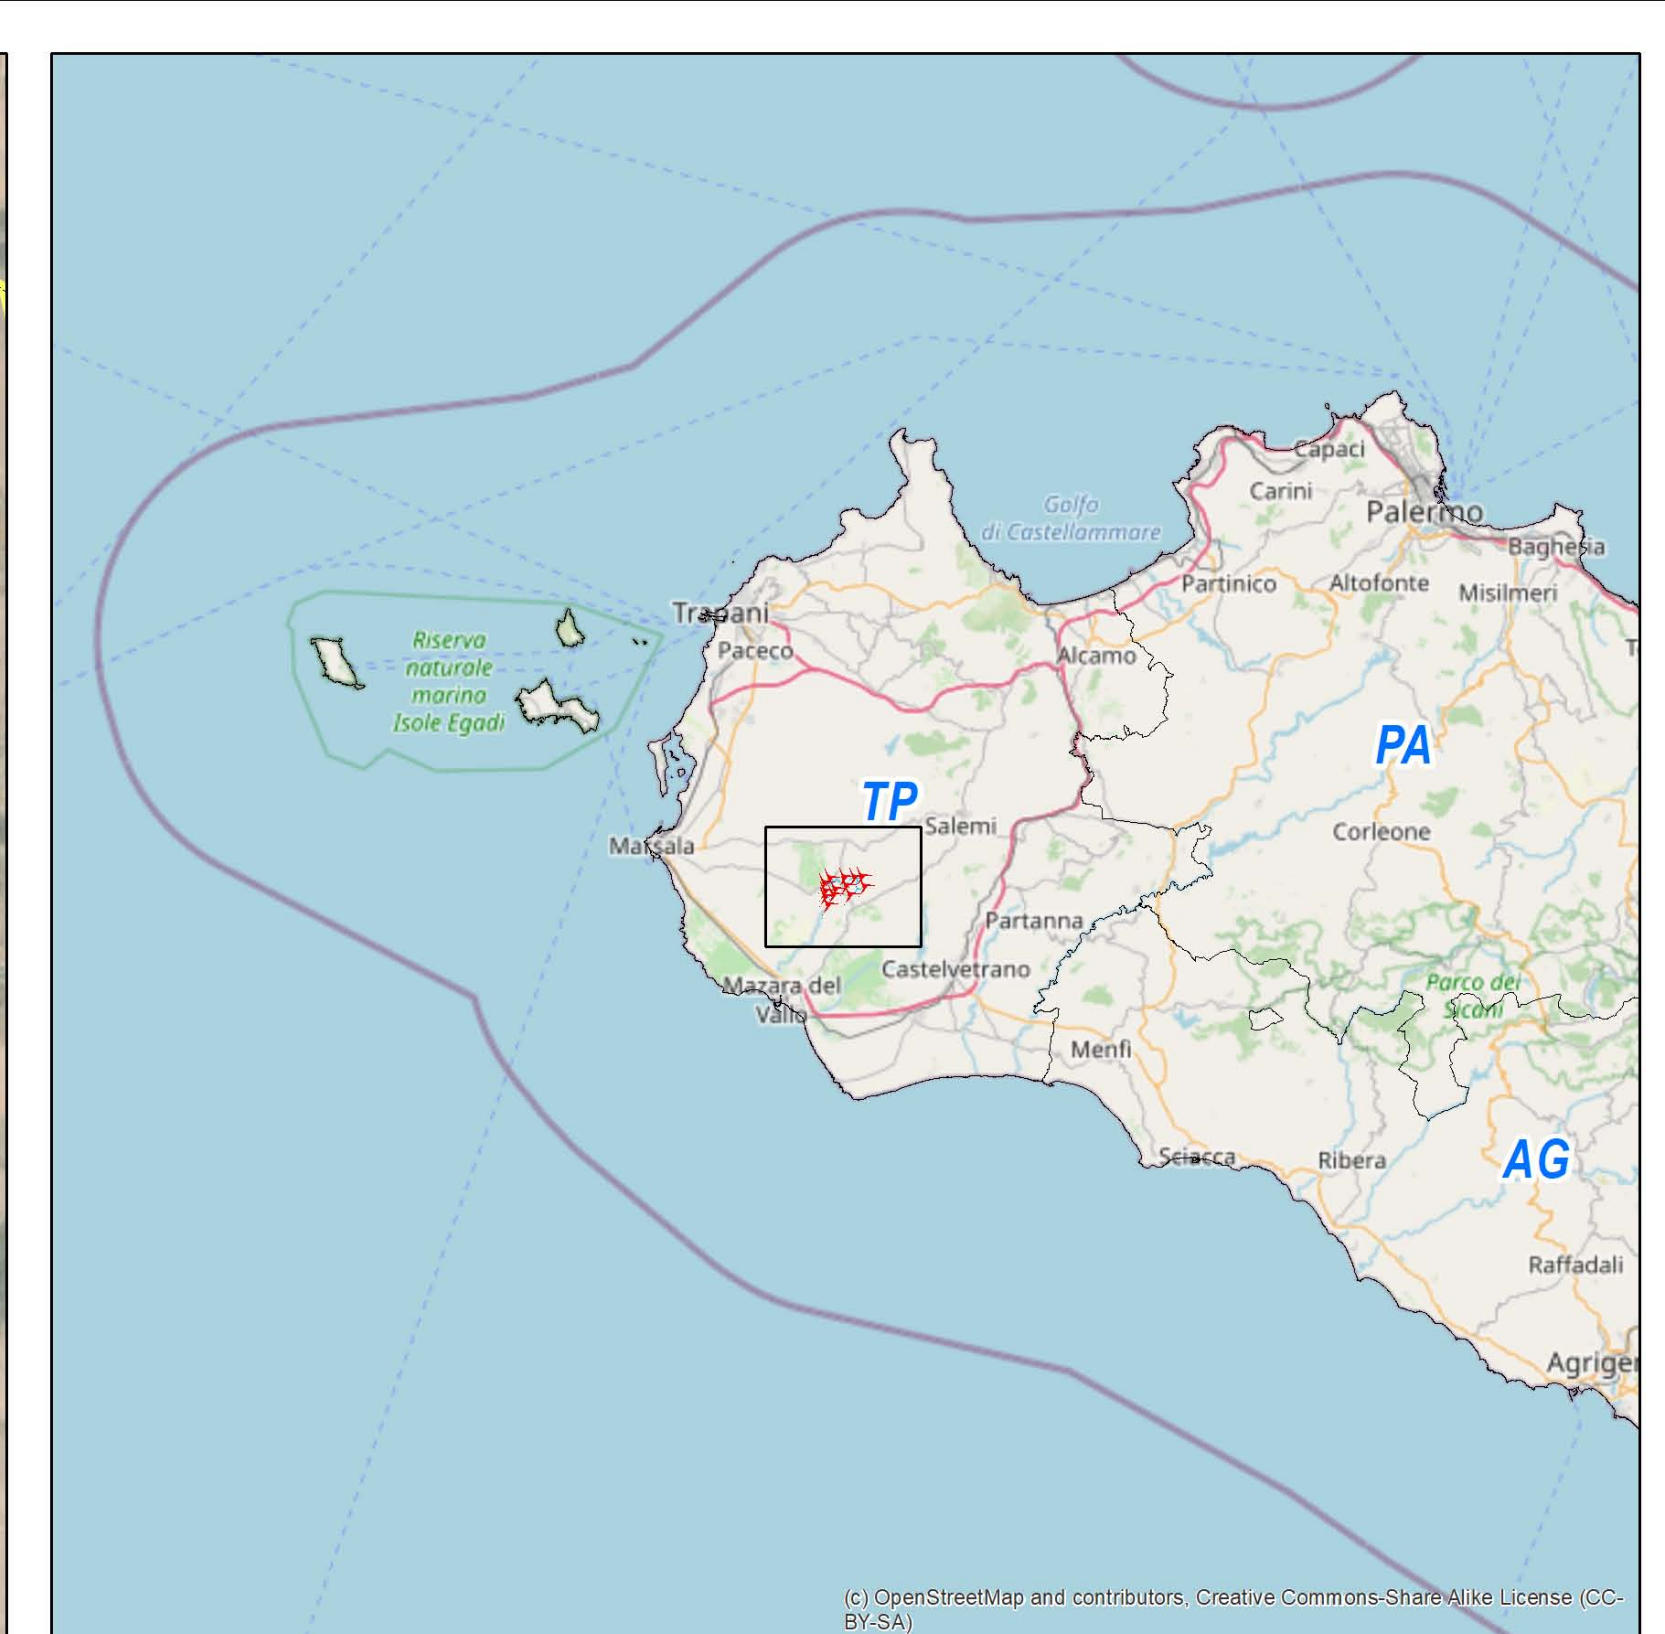 Capaci
Carini
Golfo
di Castellammare
Palermo
Bagheria
Partinico
Altofonte
Misilmeri
Trapani
Riserva
naturale
marina
Isole Egadi
Paceco
Alcamo
PA
TP
Salemi
Corleone
Marsala
Partanna
Castelvetrano
Mazara del
Vallo
Parco dei
Sicani
Menfi
Sciacca
Ribera
AG
Raffadali
Agriger
(c) OpenStreetMap and contributors, Creative Commons-Share Alike License (CC-
BY-SA)